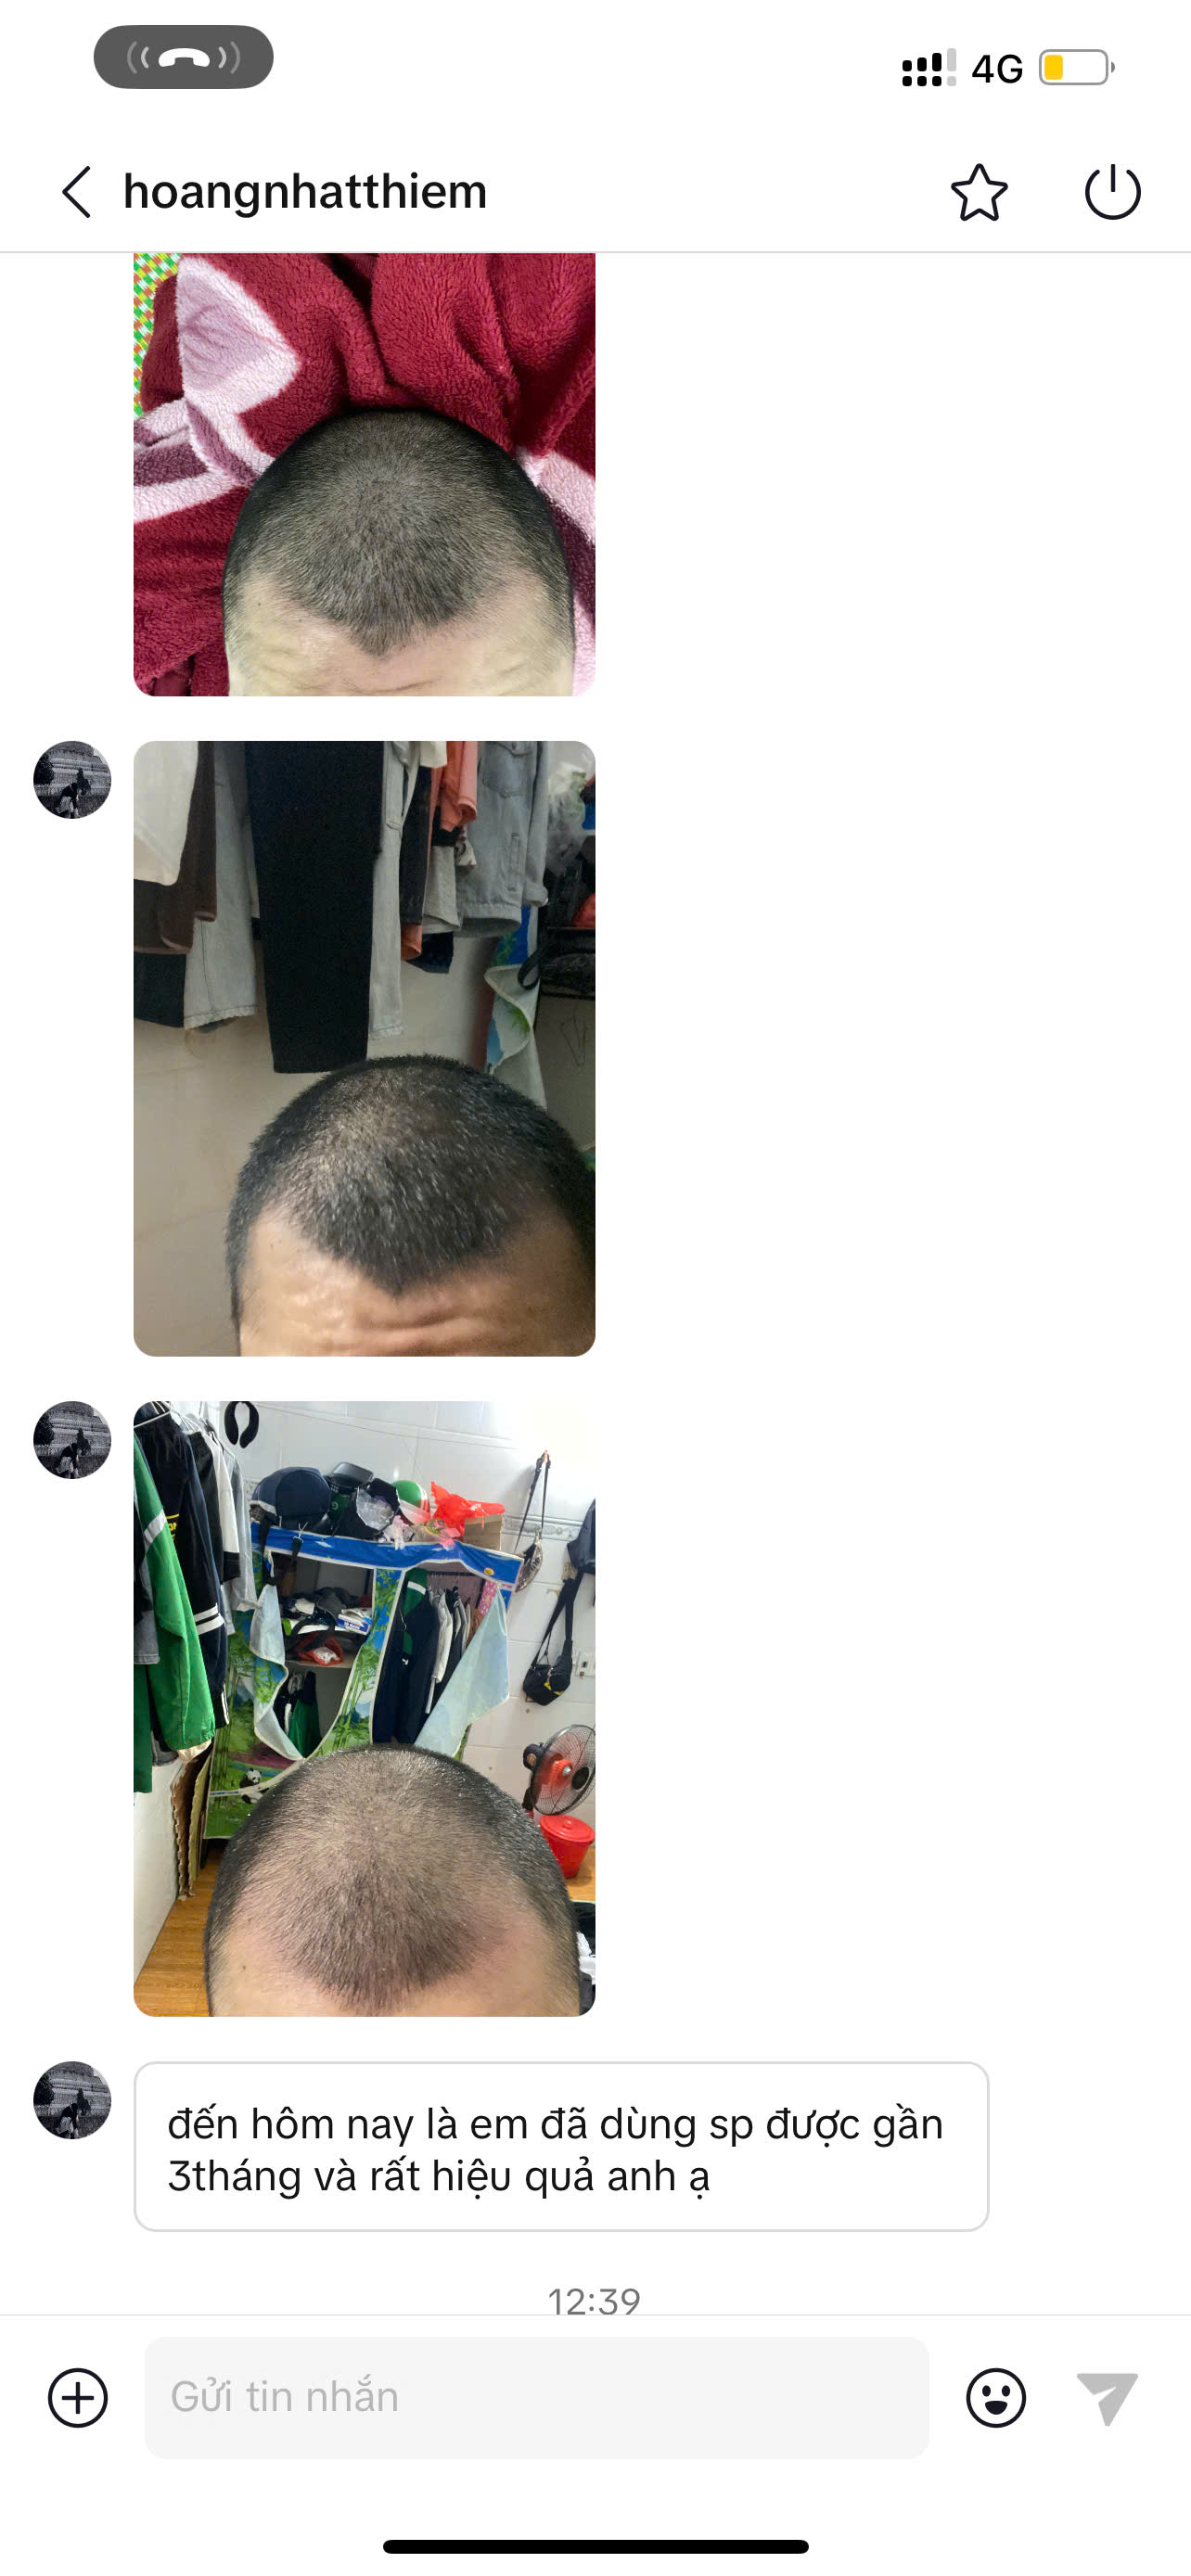 4G
hoangnhatthiem
đến hôm nay là em đã dùng sp được gần
3tháng và rất hiệu quả anh ạ
12:39
Gửi tin nhắn